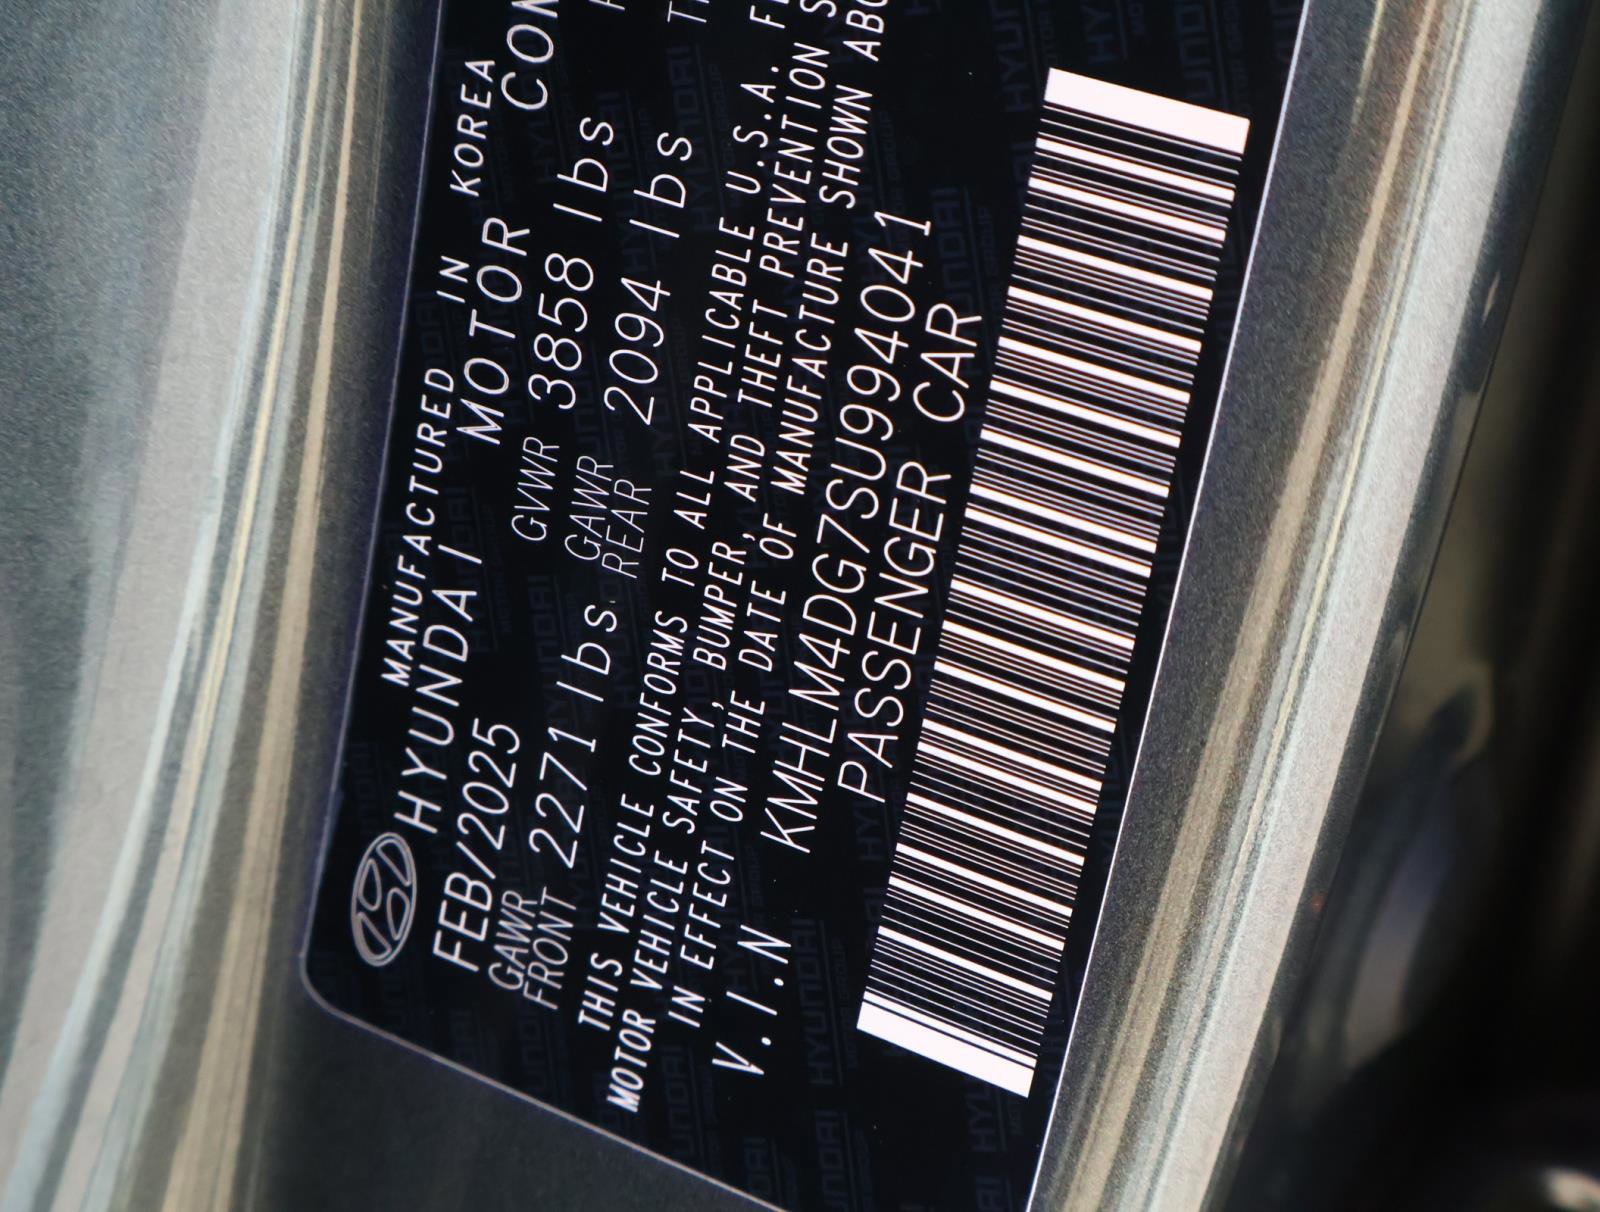 MANUFACTURED IN KOREA
HYUNDAI MOTOR
FEB/2025 GVWR 3858 lbs
GAWR FRONT 2271 lbs GAWR REAR 2094 lbs
THIS VEHICLE CONFORMS TO ALL APPLICABLE U.S.A.
MOTOR VEHICLE SAFETY, BUMPER, AND THEFT PREVENTION
IN EFFECT ON THE DATE OF MANUFACTURE SHOWN
V.I.N KMHLM4DG7SU994041
PASSENGER CAR